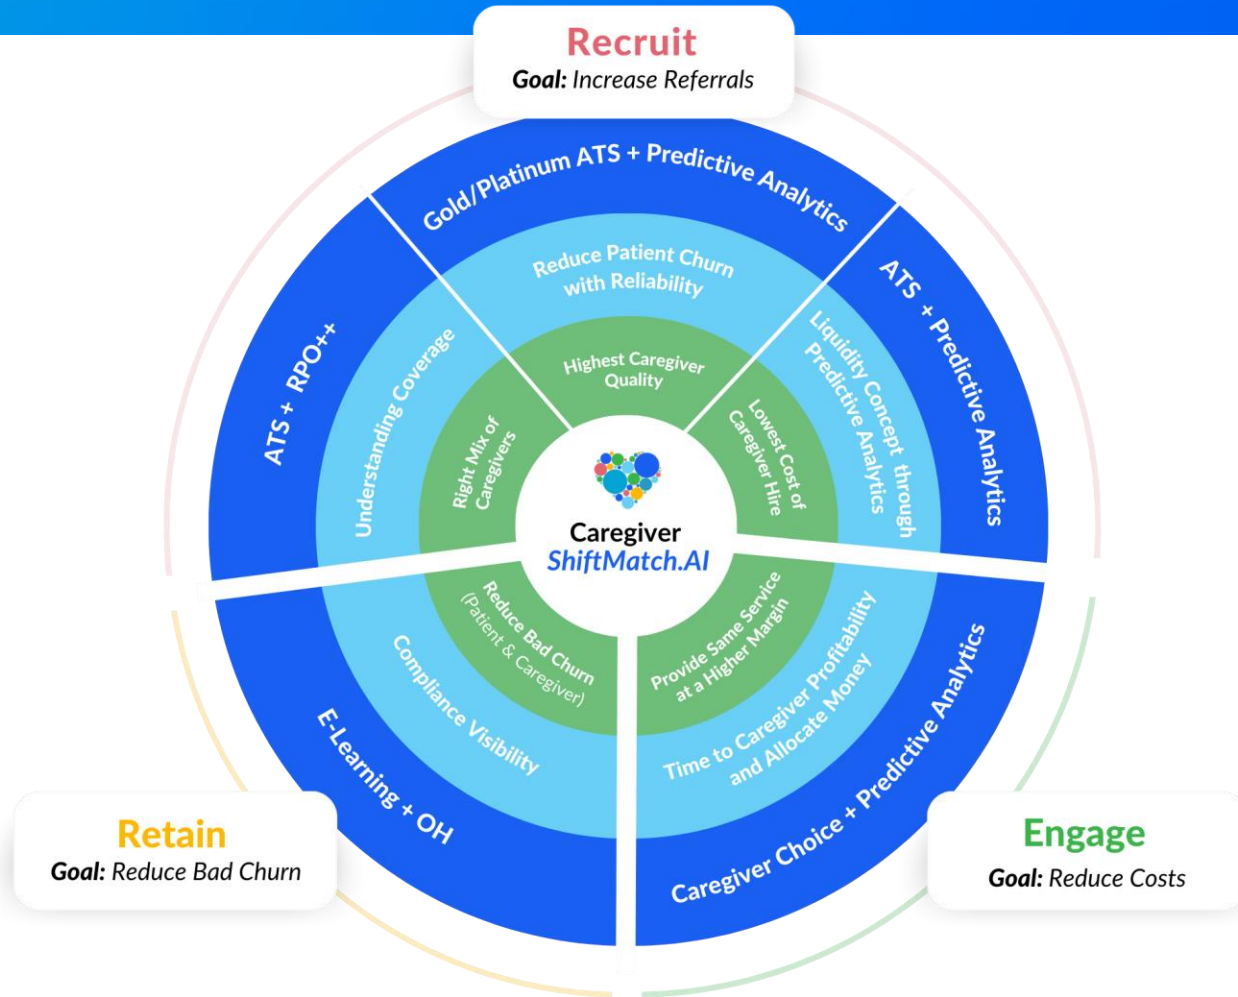 Recruit
Goal: Increase Referrals
Gold/Platinum ATS + Predictive Analytics
Reduce Patient Churn
with Reliability
Highest Caregiver
Quality
ATS + RPO++
Understanding Coverage
Right Mix of
Caregivers
ATS + Predictive Analytics
Liquidity Concept through
Predictive Analytics
Lowest Cost of
Caregiver Hire
Caregiver
ShiftMatch.AI
Reduce Bad Churn
(Patient & Caregiver)
Compliance Visibility
E-Learning + OH
Provide Same Service
at a Higher Margin
Time to Caregiver Profitability
and Allocate Money
Caregiver Choice + Predictive Analytics
Retain
Goal: Reduce Bad Churn
Engage
Goal: Reduce Costs